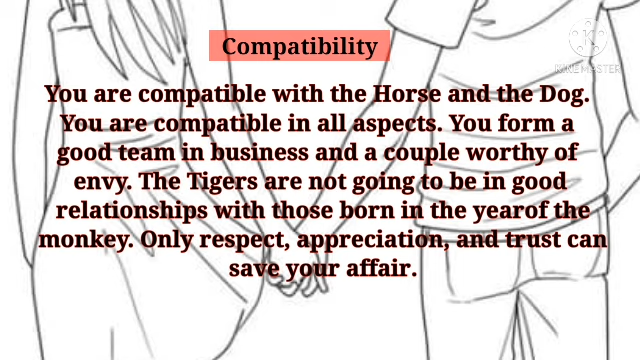 Compatibility
KINEMASTER
You are compatible with the Horse and the Dog.
You are compatible in all aspects. You form a
good team in business and a couple worthy of
envy. The Tigers are not going to be in good
relationships with those born in the yearof the
monkey. Only respect, appreciation, and trust can
save your affair.